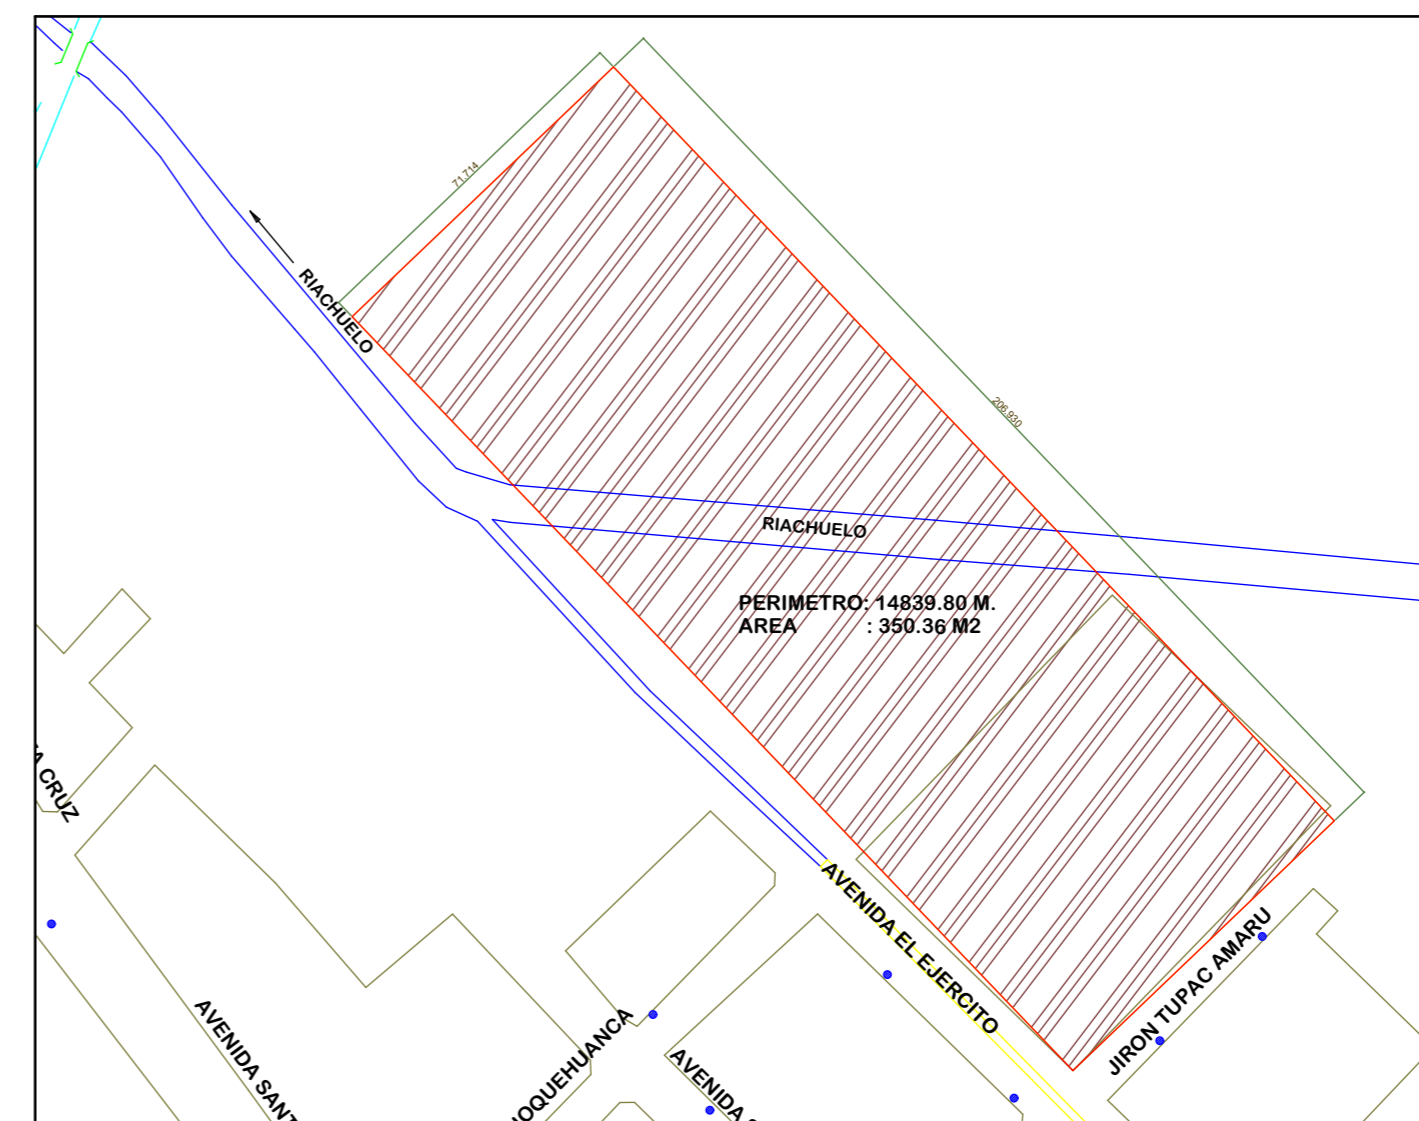 71.714
RIACHUELO
206.930
RIACHUELO
PERIMETRO: 14839.80 M.
AREA : 350.36 M2
CRUZ
AVENIDA EL EJERCITO
JIRON TUPAC AMARU
AVENIDA SANT
OQUEHUANCA
AVENIDA